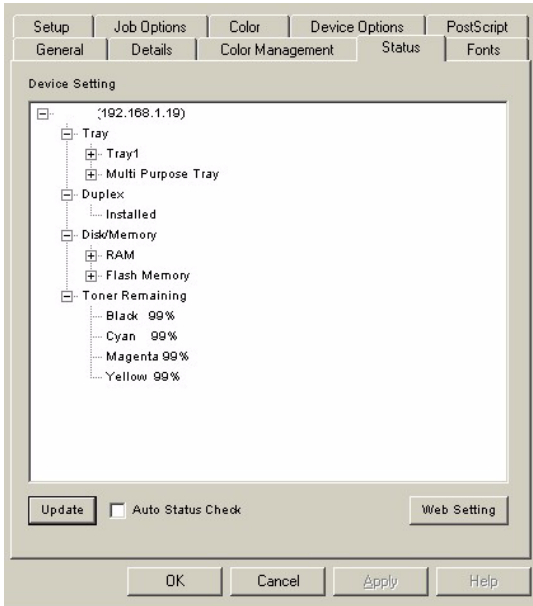 Setup Job Options Color Device Options PostScript
General Details Color Management Status Fonts
Device Setting
(192.168.1.19)
Tray
Tray1
Multi Purpose Tray
Duplex
Installed
Disk/Memory
RAM
Flash Memory
Toner Remaining
Black 99%
Cyan 99%
Magenta 99%
Yellow 99%
Update Auto Status Check Web Setting
OK Cancel Apply Help